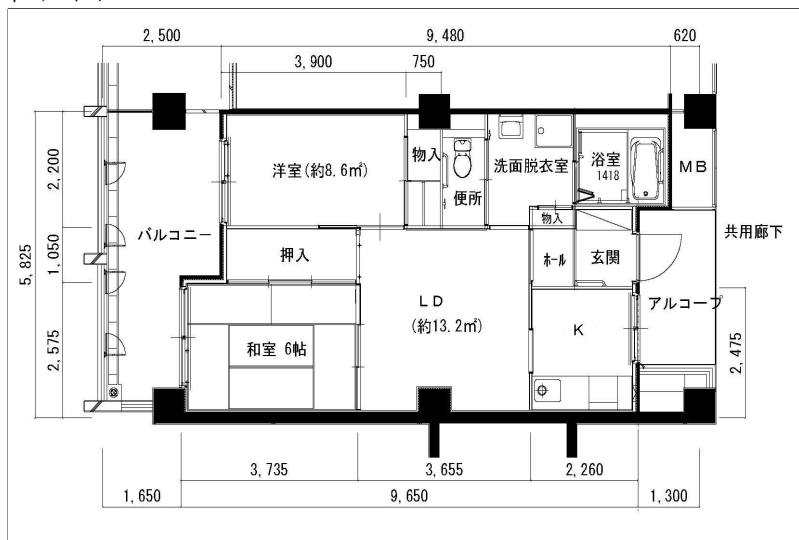 2,500
9,480
620
3,900
750
5,825
2,200
1,050
2,575
洋室(約8.6㎡)
物入
便所
洗面脱衣室
浴室
1418
MB
バルコニー
押入
物入
ホール
玄関
共用廊下
LD
(約13.2㎡)
アルコーブ
和室 6帖
K
2,475
3,735
3,655
2,260
1,650
9,650
1,300